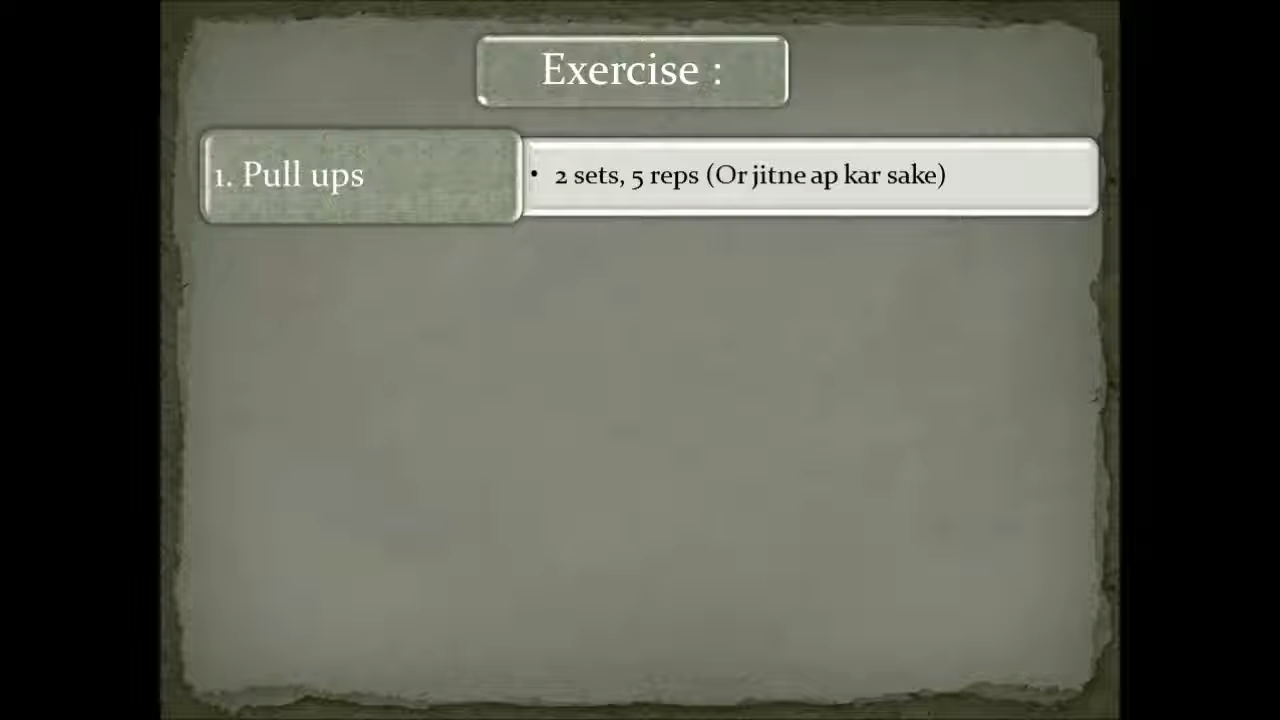 Exercise :
1. Pull ups
• 2 sets, 5 reps (Or jitne ap kar sake)